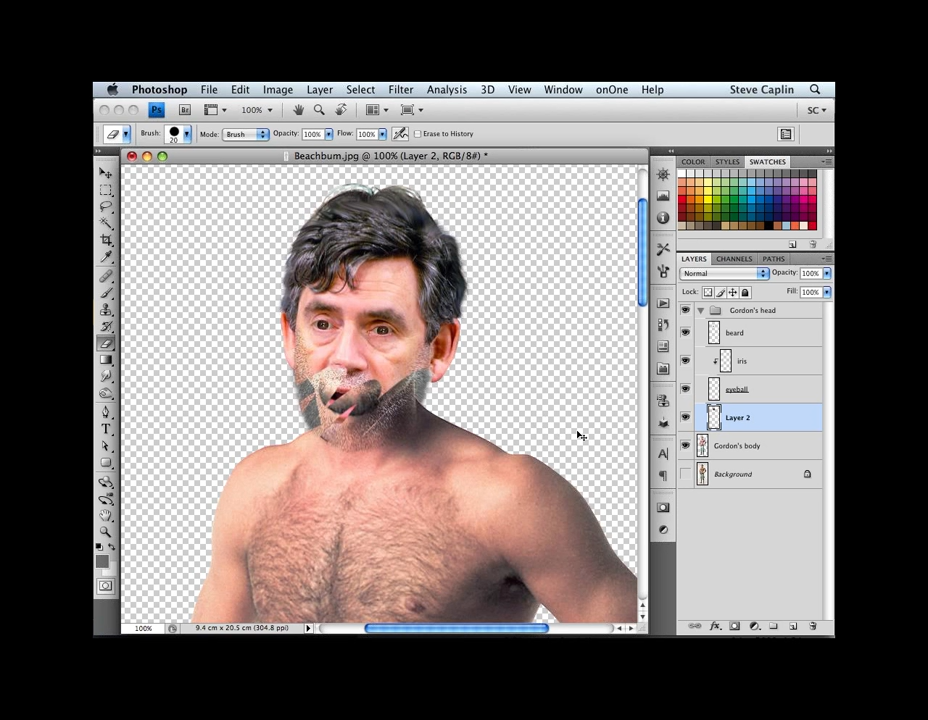 Photoshop File Edit Image Layer Select Filter Analysis 3D View Window onOne Help Steve Caplin
Ps Br 100% SC
Brush: 20 Mode: Brush Opacity: 100% Flow: 100% Erase to History
Beachbum.jpg @ 100% (Layer 2, RGB/8#) *
COLOR STYLES SWATCHES
LAYERS CHANNELS PATHS
Normal Opacity: 100%
Lock: Fill: 100%
Gordon's head
beard
iris
eyeball
Layer 2
Gordon's body
Background
100% 9.4 cm x 20.5 cm (304.8 ppi)